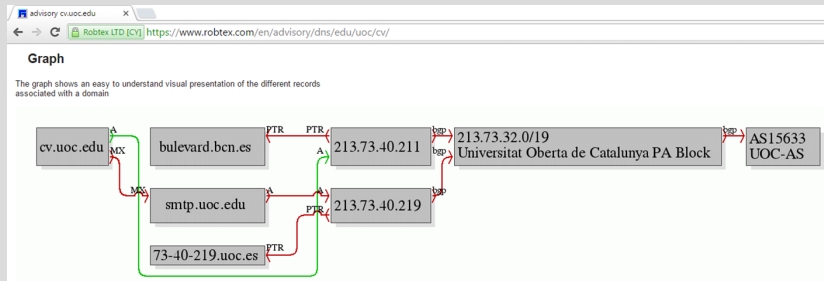 advisory cv.uoc.edu
Robtex LTD [CY] https://www.robtex.com/en/advisory/dns/edu/uoc/cv/
Graph
The graph shows an easy to understand visual presentation of the different records
associated with a domain
cv.uoc.edu
A
MX
bulevard.bcn.es
PTR
PTR
A
213.73.40.211
bgp
bgp
213.73.32.0/19
Universitat Oberta de Catalunya PA Block
bgp
AS15633
UOC-AS
MX
smtp.uoc.edu
A
A
PTR
213.73.40.219
bgp
73-40-219.uoc.es
PTR